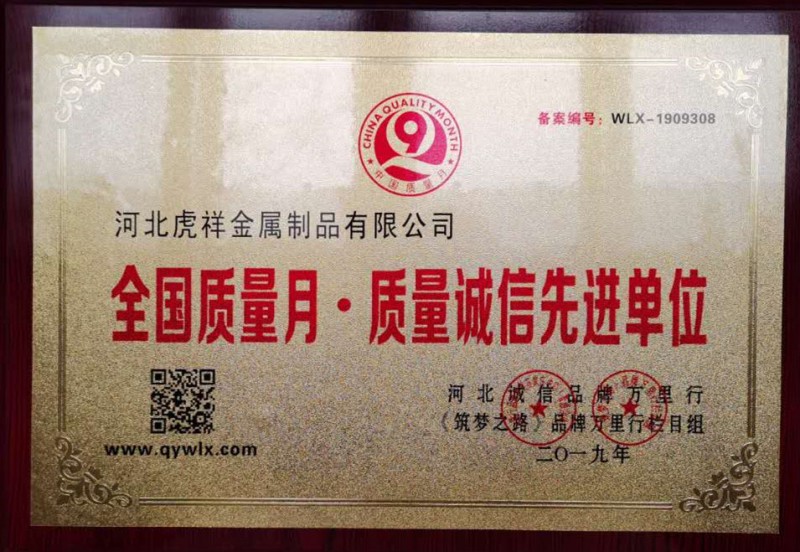 CHINA QUALITY MONTH
9
中国质量月
备案编号：WLX-1909308
河北虎祥金属制品有限公司
全国质量月·质量诚信先进单位
河北诚信品牌万里行
《筑梦之路》品牌万里行栏目组
二〇一九年
www.qywlx.com